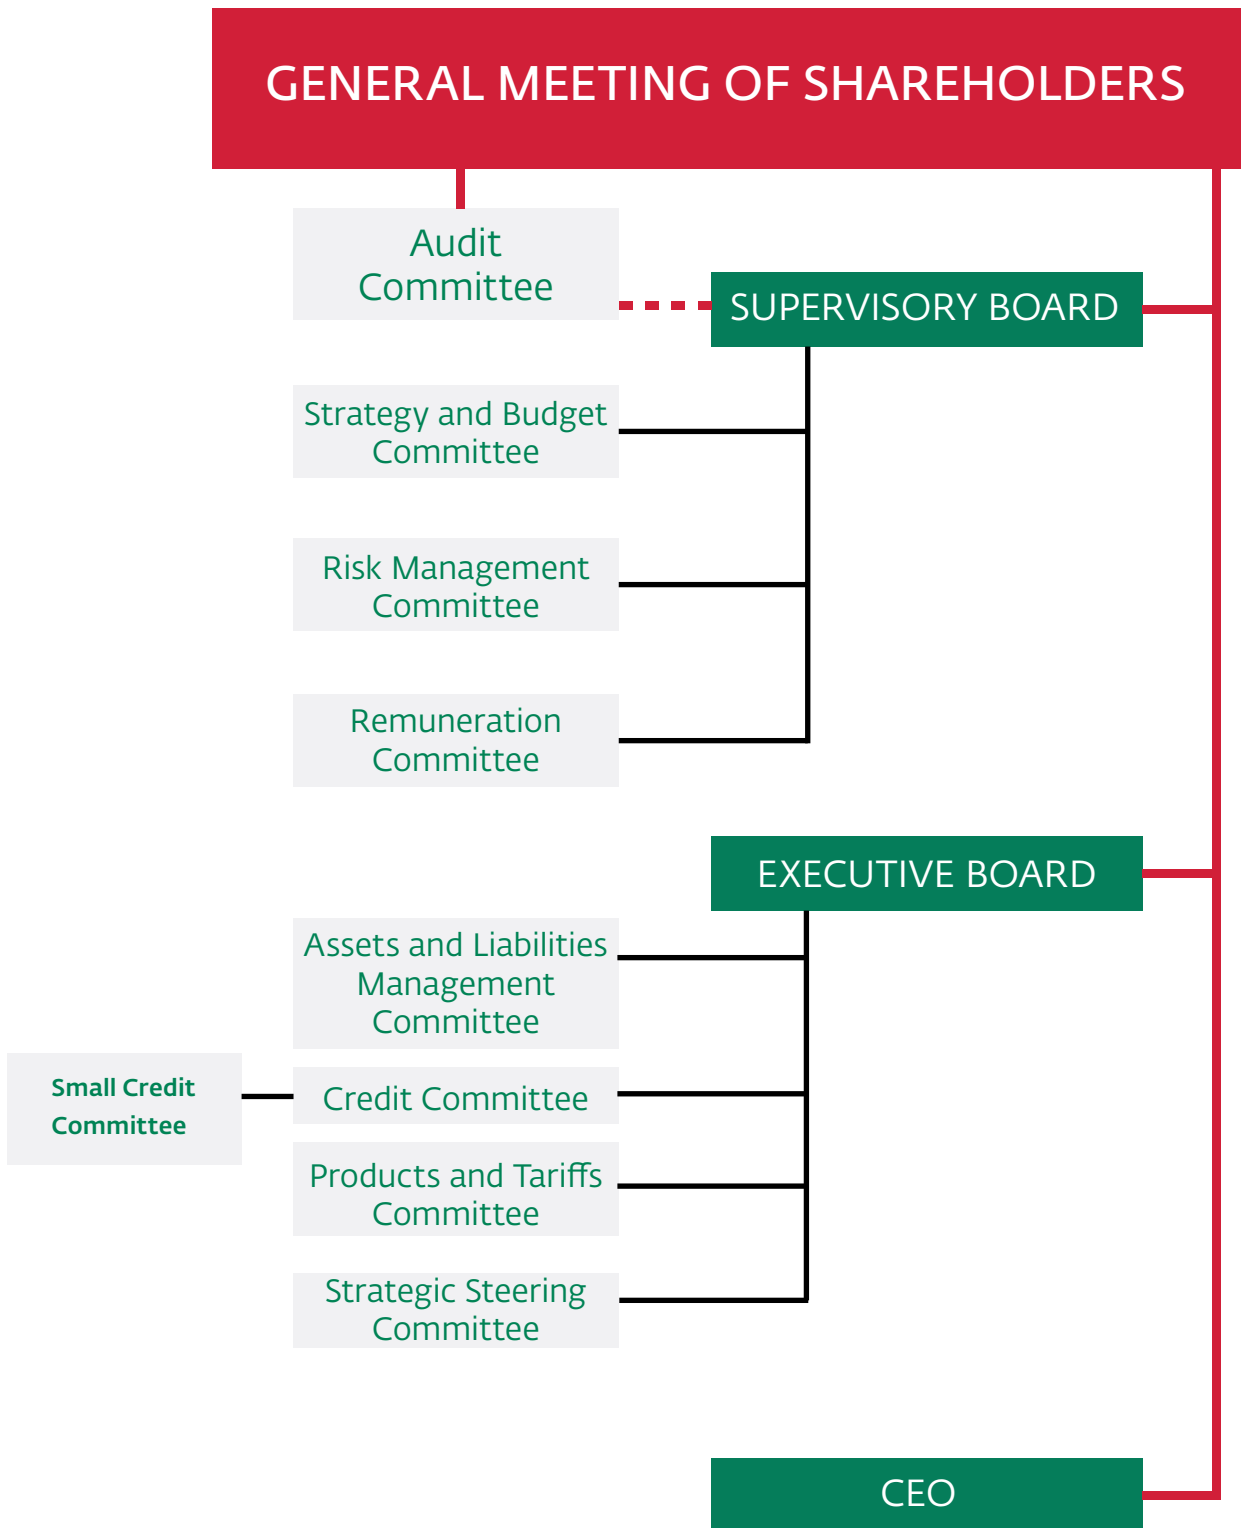 GENERAL MEETING OF SHAREHOLDERS
Audit
Committee
SUPERVISORY BOARD
Strategy and Budget
Committee
Risk Management
Committee
Remuneration
Committee
EXECUTIVE BOARD
Assets and Liabilities
Management
Committee
Small Credit
Committee
Credit Committee
Products and Tariffs
Committee
Strategic Steering
Committee
CEO